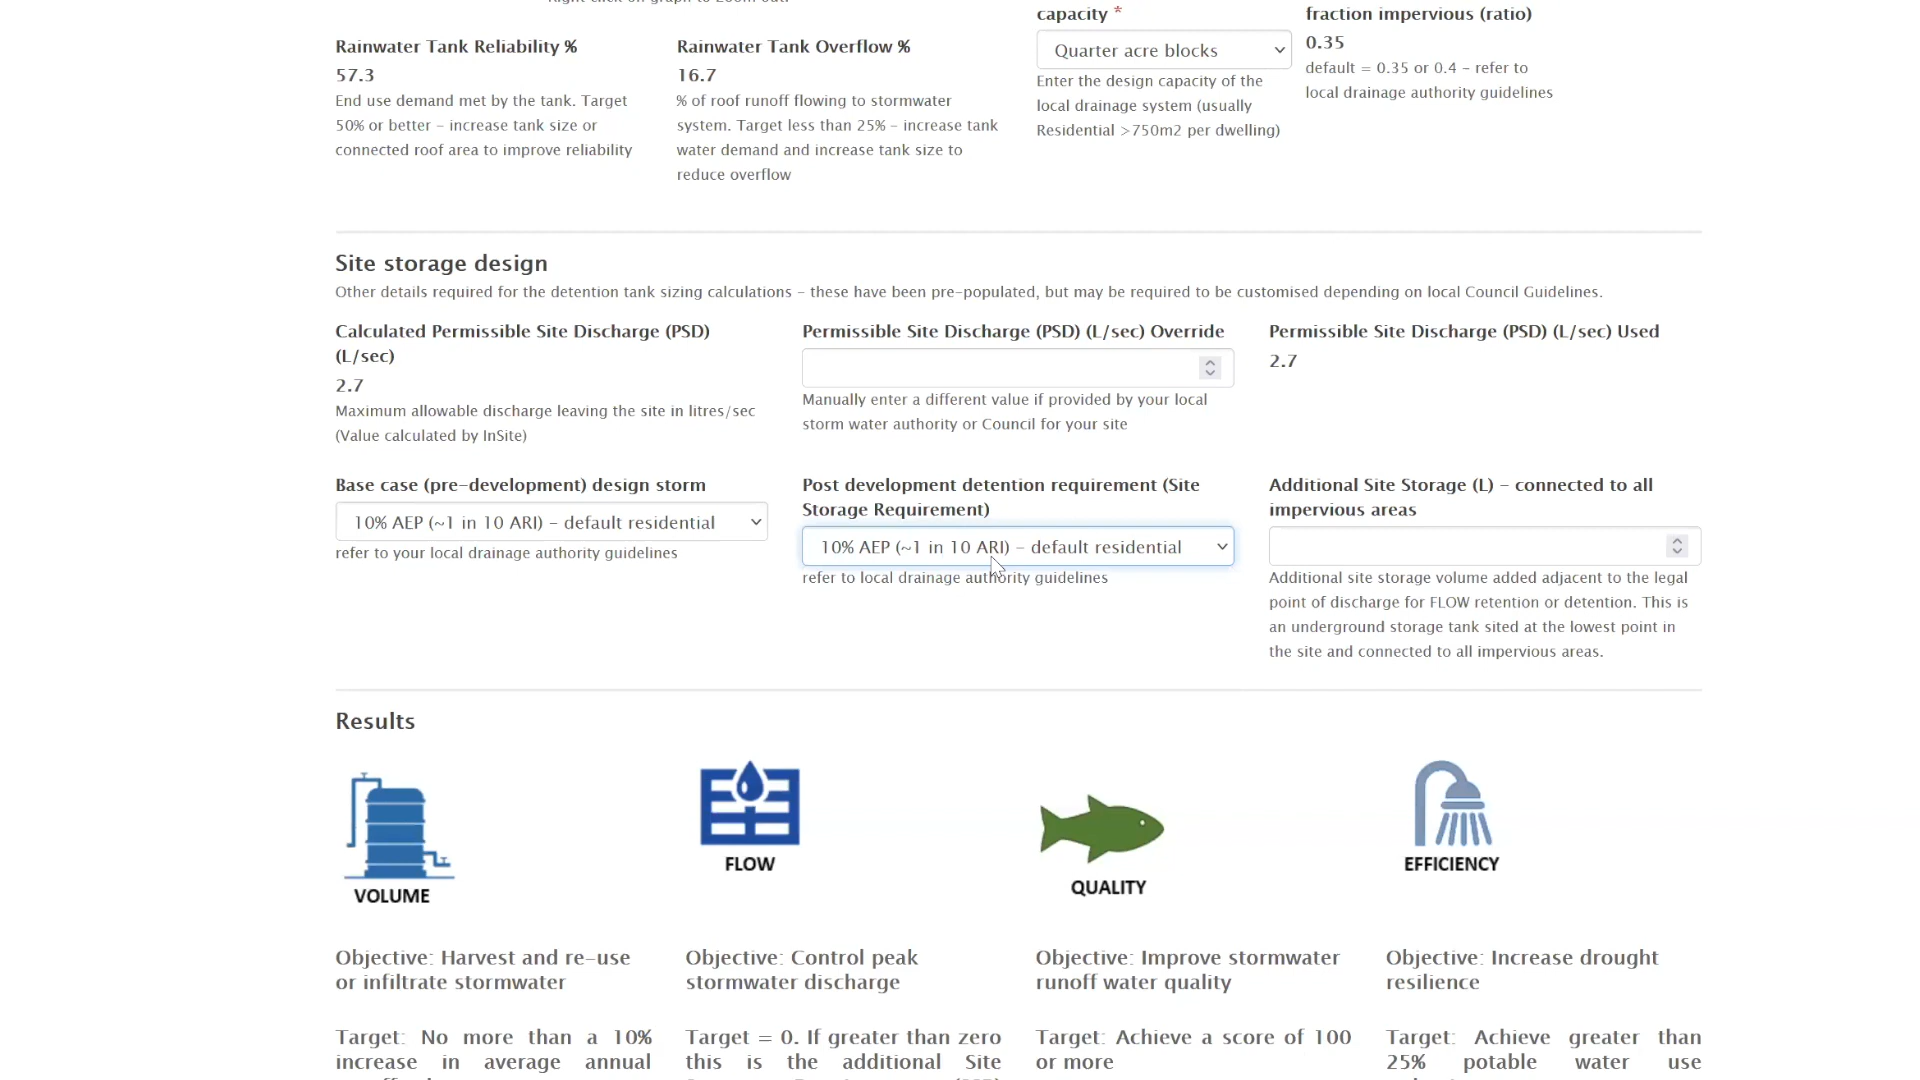 Right click on graph to zoom out.
capacity *
fraction impervious (ratio)
Rainwater Tank Reliability %
57.3
End use demand met by the tank. Target
50% or better – increase tank size or
connected roof area to improve reliability
Rainwater Tank Overflow %
16.7
% of roof runoff flowing to stormwater
system. Target less than 25% – increase tank
water demand and increase tank size to
reduce overflow
Quarter acre blocks
Enter the design capacity of the
local drainage system (usually
Residential >750m2 per dwelling)
0.35
default = 0.35 or 0.4 – refer to
local drainage authority guidelines
Site storage design
Other details required for the detention tank sizing calculations – these have been pre-populated, but may be required to be customised depending on local Council Guidelines.
Calculated Permissible Site Discharge (PSD)
(L/sec)
2.7
Maximum allowable discharge leaving the site in litres/sec
(Value calculated by InSite)
Permissible Site Discharge (PSD) (L/sec) Override
Manually enter a different value if provided by your local
storm water authority or Council for your site
Permissible Site Discharge (PSD) (L/sec) Used
2.7
Base case (pre-development) design storm
10% AEP (~1 in 10 ARI) – default residential
refer to your local drainage authority guidelines
Post development detention requirement (Site
Storage Requirement)
10% AEP (~1 in 10 ARI) – default residential
refer to local drainage authority guidelines
Additional Site Storage (L) – connected to all
impervious areas
Additional site storage volume added adjacent to the legal
point of discharge for FLOW retention or detention. This is
an underground storage tank sited at the lowest point in
the site and connected to all impervious areas.
Results
VOLUME
FLOW
QUALITY
EFFICIENCY
Objective: Harvest and re-use
or infiltrate stormwater
Objective: Control peak
stormwater discharge
Objective: Improve stormwater
runoff water quality
Objective: Increase drought
resilience
Target: No more than a 10%
increase in average annual
Target = 0. If greater than zero
this is the additional Site
Target: Achieve a score of 100
or more
Target: Achieve greater than
25% potable water use